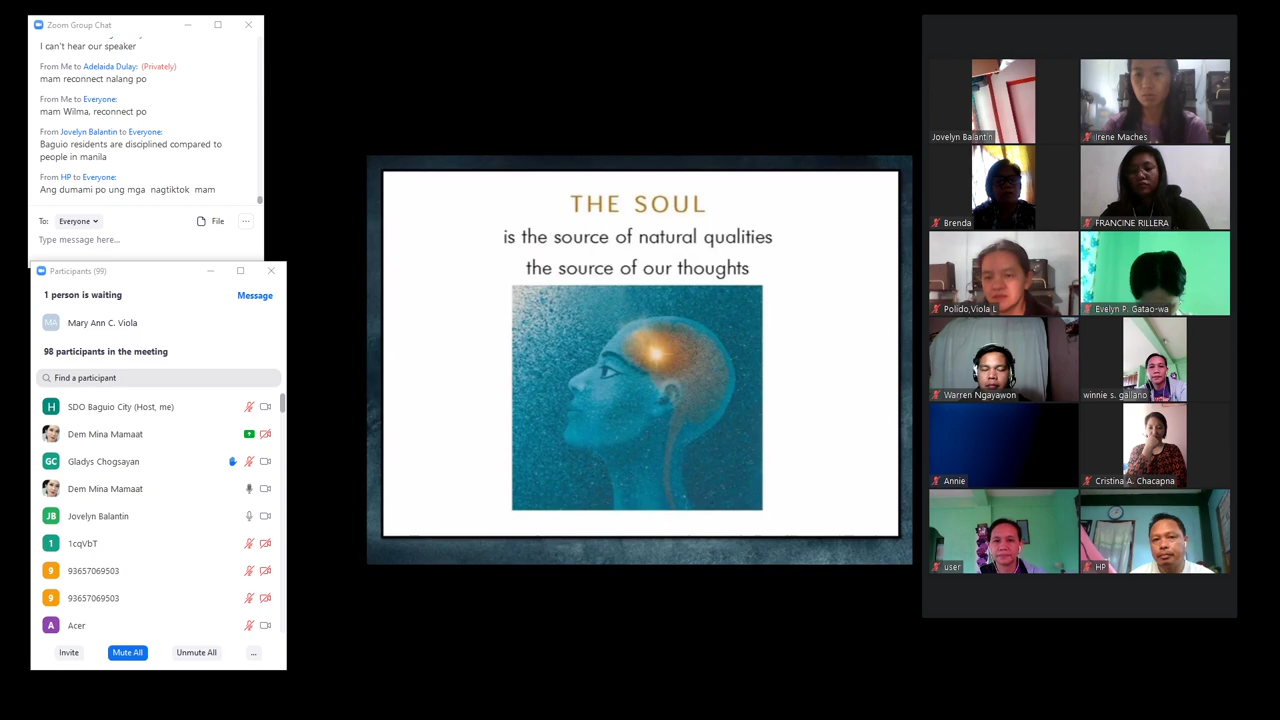 Zoom Group Chat
I can't hear our speaker
From Me to Adelaida Dulay: (Privately)
mam reconnect nalang po
From Me to Everyone:
mam Wilma, reconnect po
From Jovelyn Balantin to Everyone:
Baguio residents are disciplined compared to
people in manila
From HP to Everyone:
Ang dumami po ung mga nagtiktok mam
To: Everyone
File
...
Type message here...
Participants (99)
1 person is waiting
Message
MA
Mary Ann C. Viola
98 participants in the meeting
Find a participant
H
SDO Baguio City (Host, me)
Dem Mina Mamaat
GC
Gladys Chogsayan
Dem Mina Mamaat
JB
Jovelyn Balantin
1
1cqVbT
9
93657069503
9
93657069503
A
Acer
Invite
Mute All
Unmute All
...
THE SOUL
is the source of natural qualities
the source of our thoughts
Jovelyn Balantin
Irene Maches
Brenda
FRANCINE RILLERA
Polido,Viola L
Evelyn P. Gatao-wa
Warren Ngayawon
winnie s. gallano
Annie
Cristina A. Chacapna
user
HP